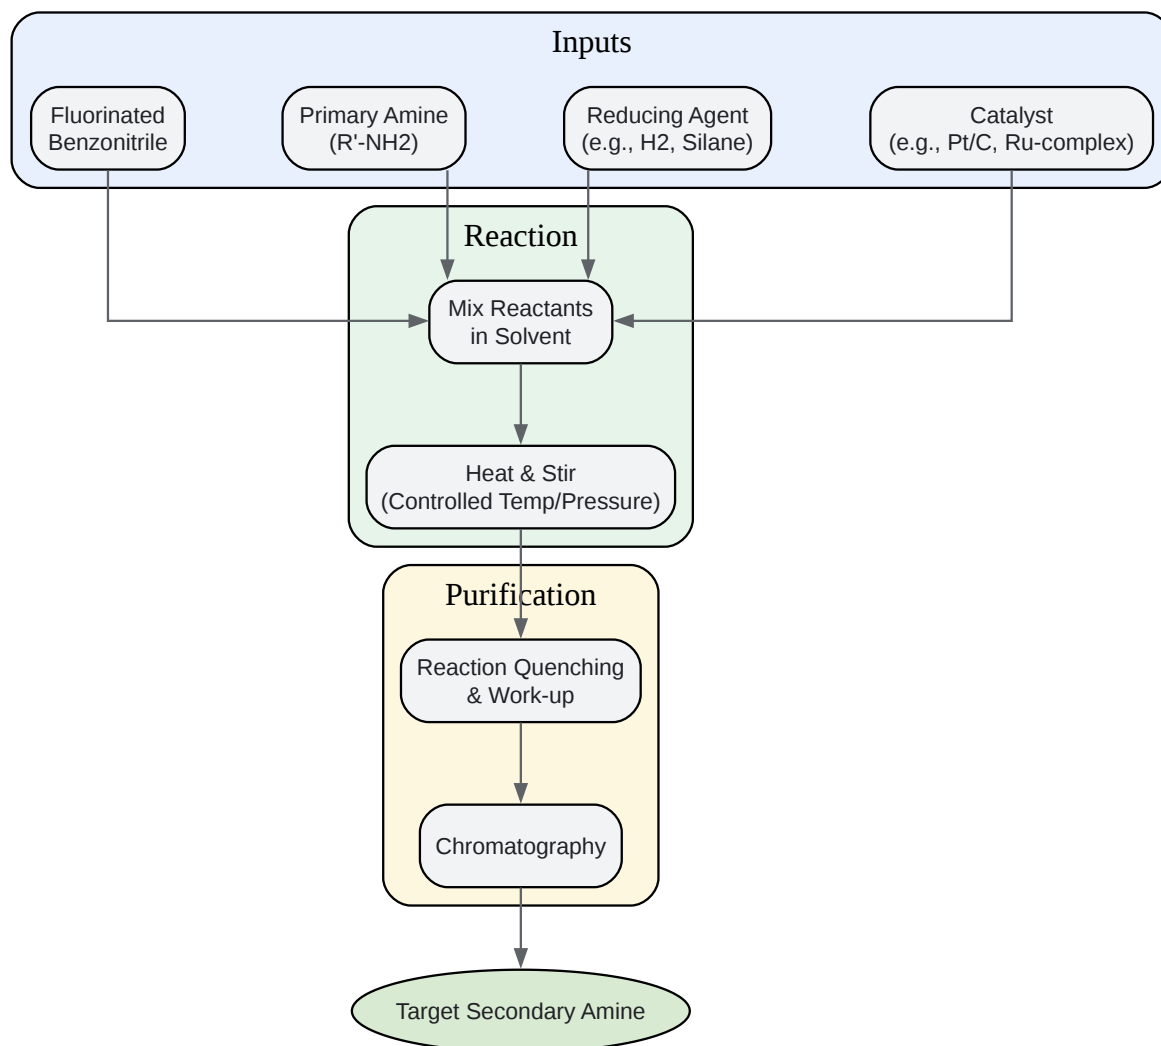 Inputs
Fluorinated
Benzonitrile
Primary Amine
(R'-NH2)
Reducing Agent
(e.g., H2, Silane)
Catalyst
(e.g., Pt/C, Ru-complex)
Reaction
Mix Reactants
in Solvent
Heat & Stir
(Controlled Temp/Pressure)
Purification
Reaction Quenching
& Work-up
Chromatography
Target Secondary Amine